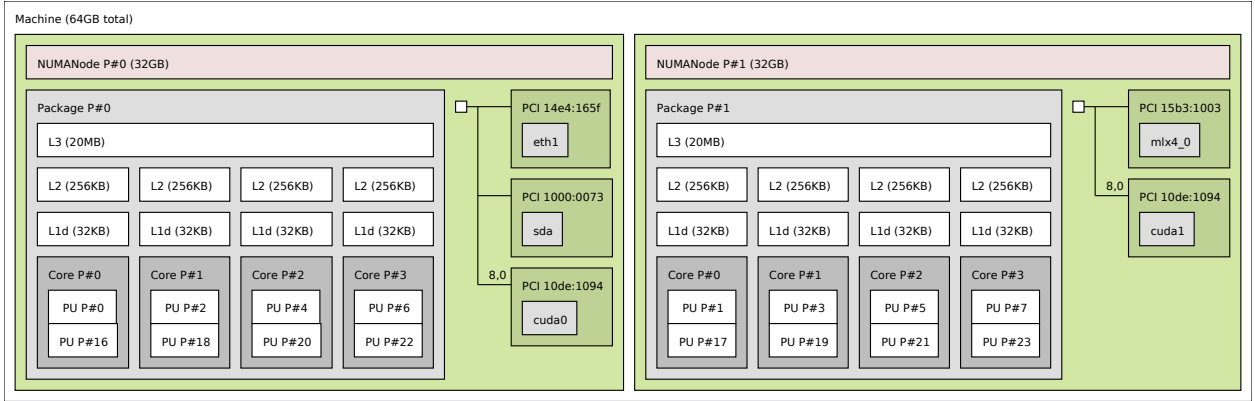 Machine (64GB total)
NUMANode P#0 (32GB)
Package P#0
L3 (20MB)
L2 (256KB) L2 (256KB) L2 (256KB) L2 (256KB)
L1d (32KB) L1d (32KB) L1d (32KB) L1d (32KB)
Core P#0 Core P#1 Core P#2 Core P#3
PU P#0 PU P#2 PU P#4 PU P#6
PU P#16 PU P#18 PU P#20 PU P#22
PCI 14e4:165f
eth1
PCI 1000:0073
sda
8,0
PCI 10de:1094
cuda0
NUMANode P#1 (32GB)
Package P#1
L3 (20MB)
L2 (256KB) L2 (256KB) L2 (256KB) L2 (256KB)
L1d (32KB) L1d (32KB) L1d (32KB) L1d (32KB)
Core P#0 Core P#1 Core P#2 Core P#3
PU P#1 PU P#3 PU P#5 PU P#7
PU P#17 PU P#19 PU P#21 PU P#23
PCI 15b3:1003
mlx4_0
8,0
PCI 10de:1094
cuda1